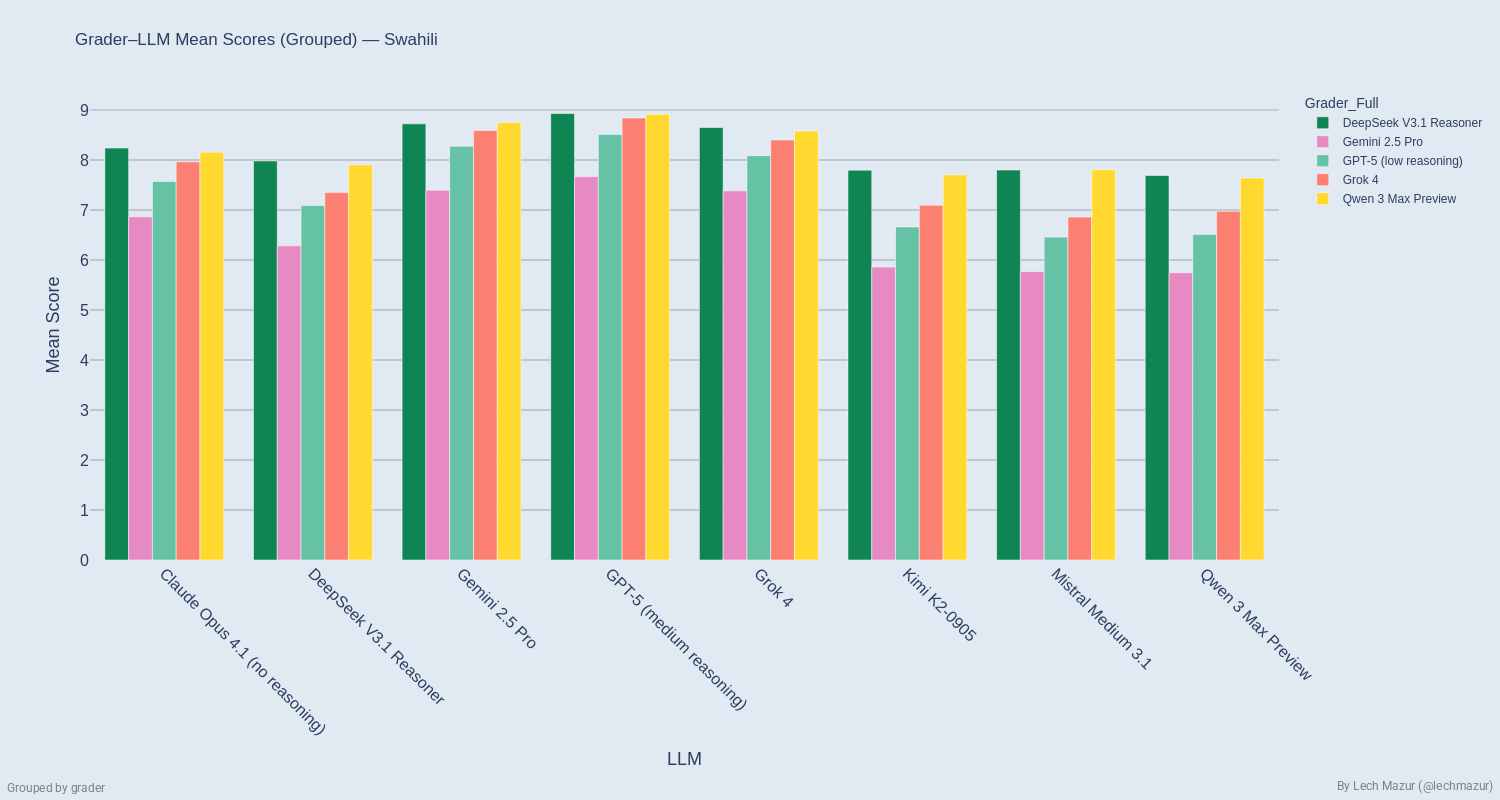 Grader–LLM Mean Scores (Grouped) — Swahili
Grader_Full
DeepSeek V3.1 Reasoner
Gemini 2.5 Pro
GPT-5 (low reasoning)
Grok 4
Qwen 3 Max Preview
Mean Score
9
8
7
6
5
4
3
2
1
0
Claude Opus 4.1 (no reasoning)
DeepSeek V3.1 Reasoner
Gemini 2.5 Pro
GPT-5 (medium reasoning)
Grok 4
Kimi K2-0905
Mistral Medium 3.1
Qwen 3 Max Preview
LLM
Grouped by grader
By Lech Mazur (@lechmazur)